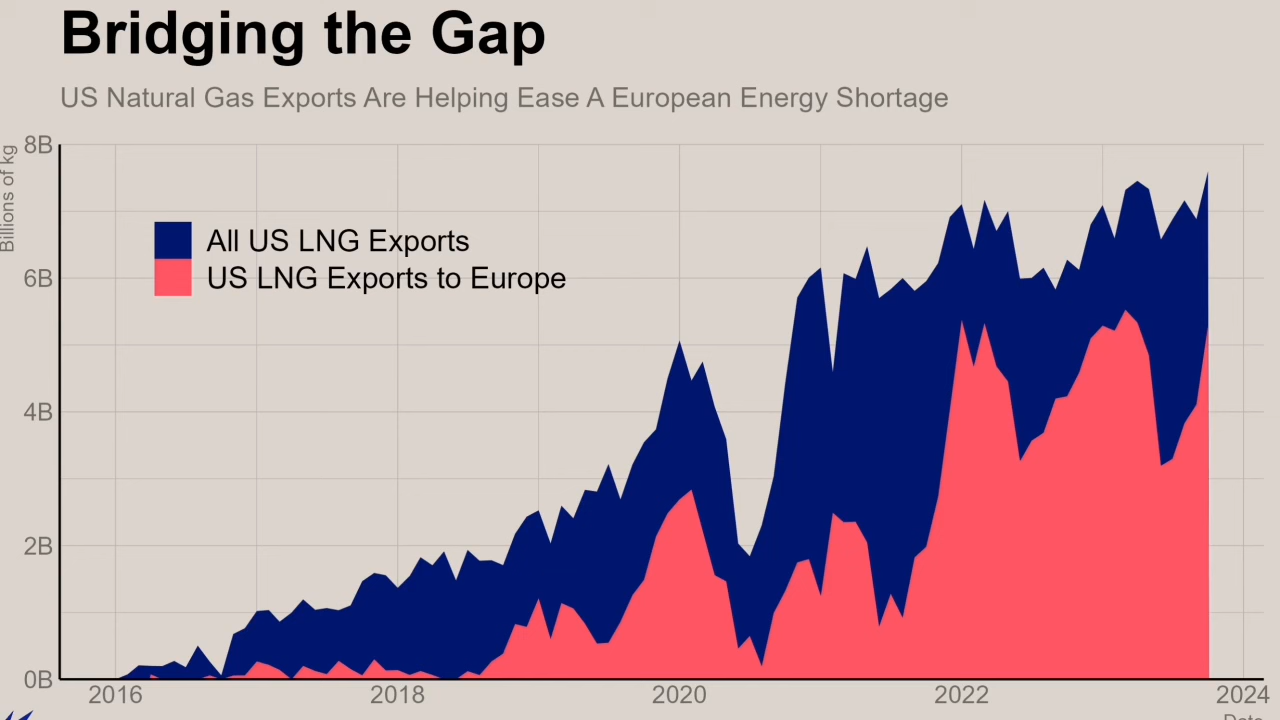 Bridging the Gap
US Natural Gas Exports Are Helping Ease A European Energy Shortage
Billions of kg
8B
6B
4B
2B
0B
All US LNG Exports
US LNG Exports to Europe
2016
2018
2020
2022
2024
Date